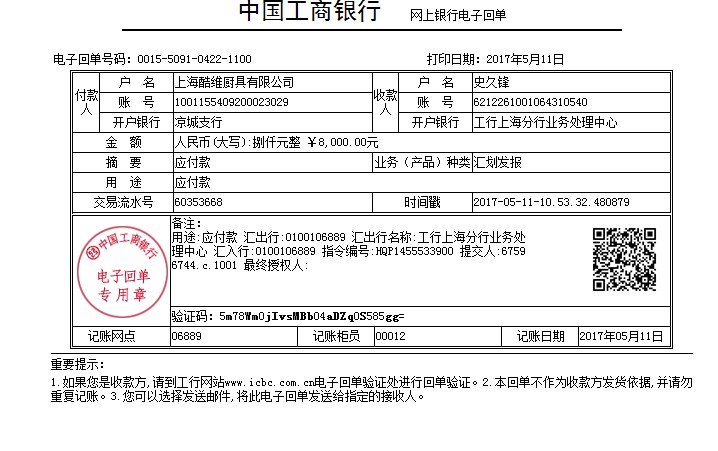 中国工商银行 网上银行电子回单
电子回单号码：0015-5091-0422-1100 打印日期：2017年5月11日
付款人 户 名 上海酷维厨具有限公司 收款人 户 名 史久锋
账 号 1001155409200023029 账 号 6212261001064310540
开户银行 凉城支行 开户银行 工行上海分行业务处理中心
金 额 人民币(大写):捌仟元整 ￥8,000.00元
摘 要 应付款 业务（产品）种类 汇划发报
用 途 应付款
交易流水号 60353668 时间戳 2017-05-11-10.53.32.480879
备注：
用途:应付款 汇出行:0100106889 汇出行名称:工行上海分行业务处
理中心 汇入行:0100106889 指令编号:HQP1455533900 提交人:6759
6744.c.1001 最终授权人:
中国工商银行
电子回单
专用章
验证码：5m78Wm0jIvsMBb04aDZqOS585gg=
记账网点 06889 记账柜员 00012 记账日期 2017年05月11日
重要提示：
1.如果您是收款方,请到工行网站www.icbc.com.cn电子回单验证处进行回单验证。2.本回单不作为收款方发货依据,并请勿
重复记账。3.您可以选择发送邮件,将此电子回单发送给指定的接收人。